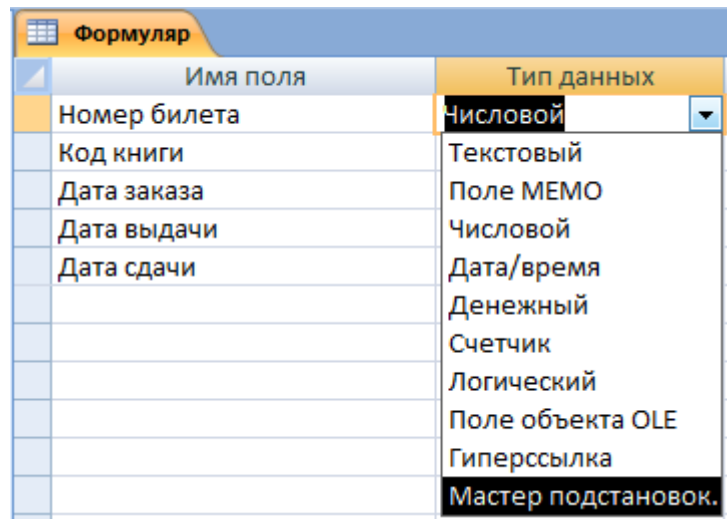 Формуляр
Имя поля Тип данных
Номер билета Числовой
Код книги Текстовый
Дата заказа Поле МЕМО
Дата выдачи Числовой
Дата сдачи Дата/время
Денежный
Счетчик
Логический
Поле объекта OLE
Гиперссылка
Мастер подстановок.